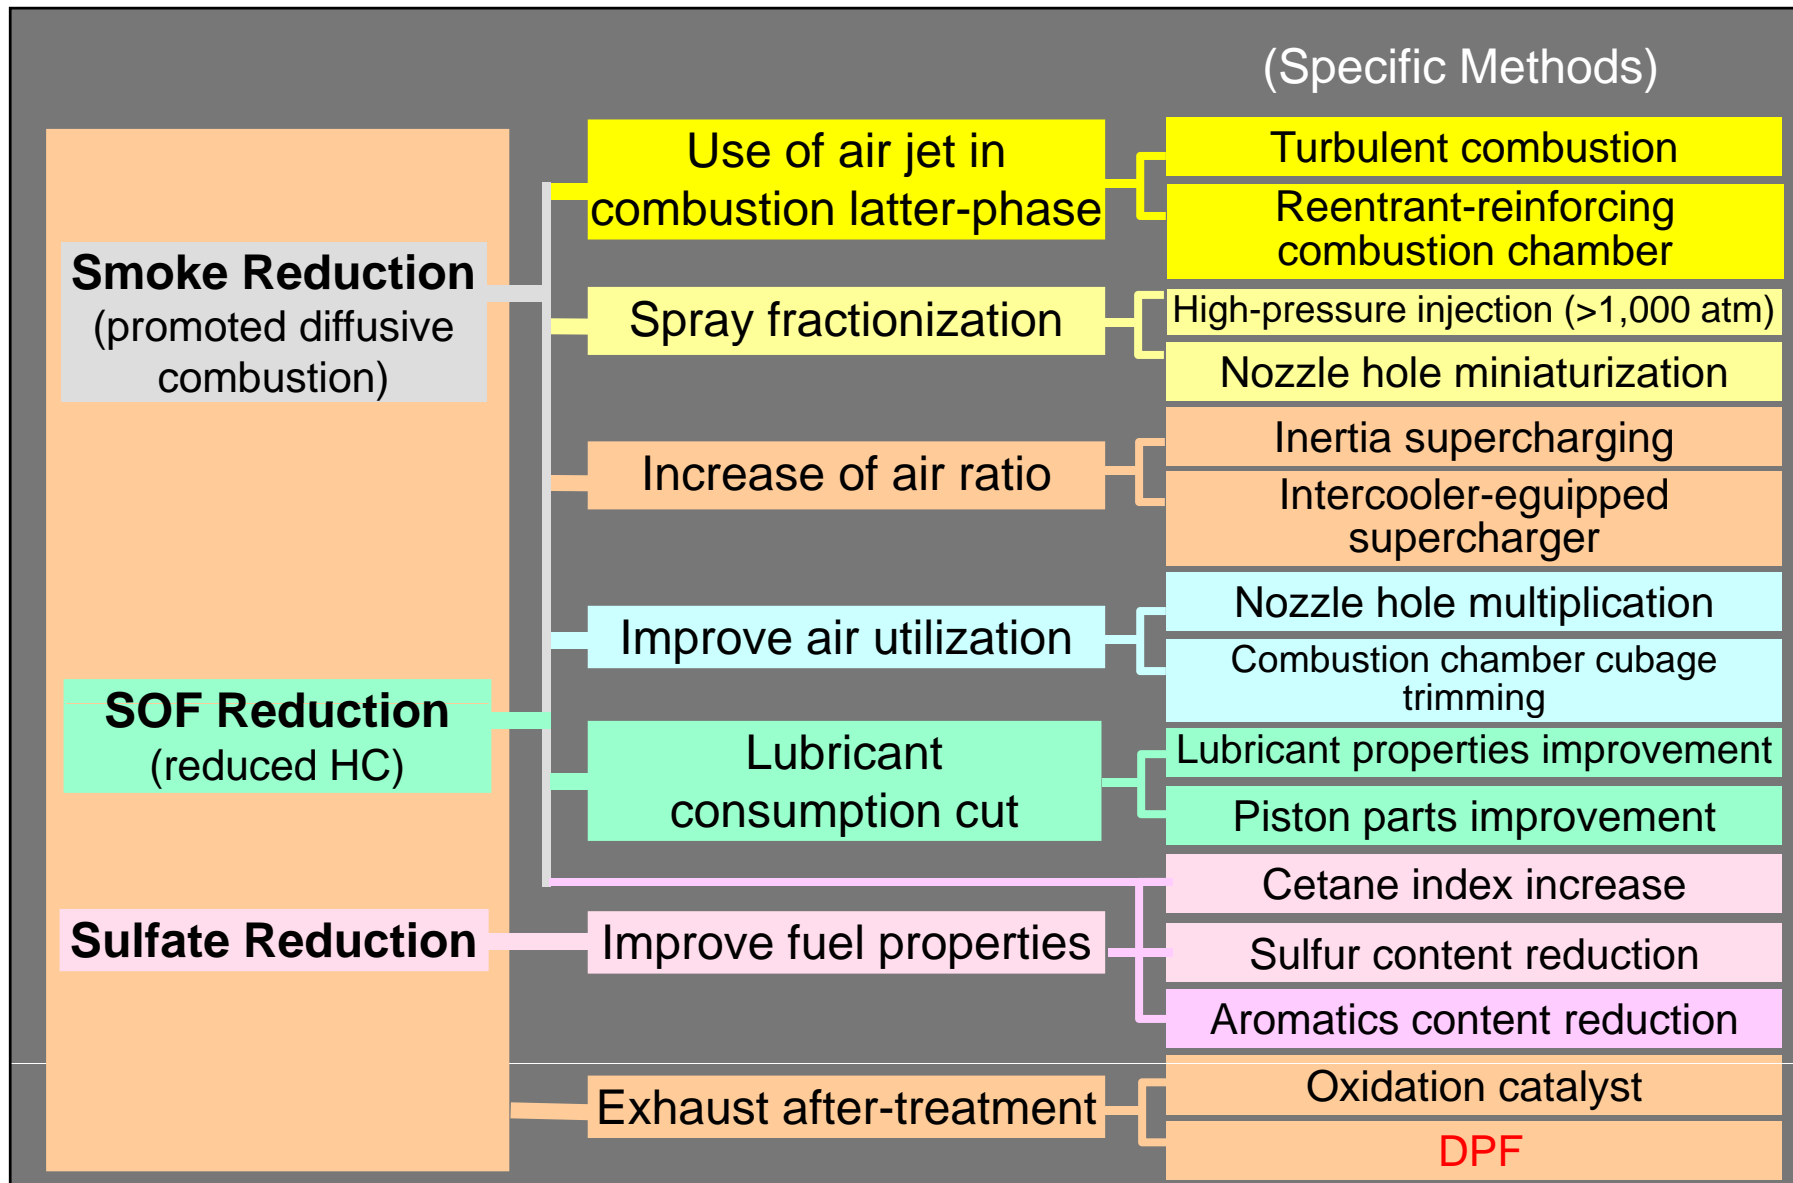 (Specific Methods)
Smoke Reduction
(promoted diffusive
combustion)
SOF Reduction
(reduced HC)
Sulfate Reduction
Use of air jet in
combustion latter-phase
Turbulent combustion
Reentrant-reinforcing
combustion chamber
Spray fractionization
High-pressure injection (>1,000 atm)
Nozzle hole miniaturization
Increase of air ratio
Inertia supercharging
Intercooler-eguipped
supercharger
Improve air utilization
Nozzle hole multiplication
Combustion chamber cubage
trimming
Lubricant
consumption cut
Lubricant properties improvement
Piston parts improvement
Improve fuel properties
Cetane index increase
Sulfur content reduction
Aromatics content reduction
Exhaust after-treatment
Oxidation catalyst
DPF